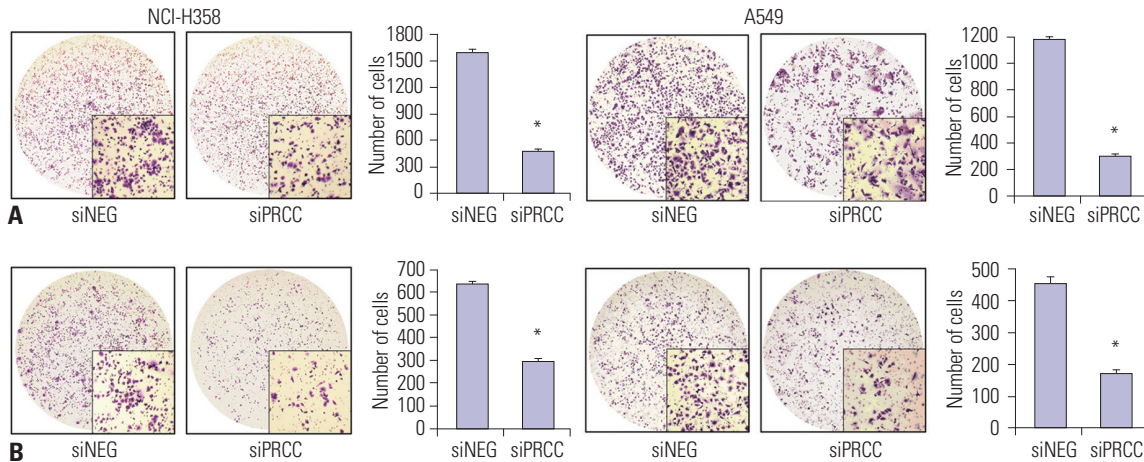 NCI-H358
A549
Number of cells
1800
1500
1200
900
600
300
0
*
siNEG
siPRCC
Number of cells
1200
1000
800
600
400
200
0
*
siNEG
siPRCC
A
siNEG
siPRCC
siNEG
siPRCC
Number of cells
700
600
500
400
300
200
100
0
*
siNEG
siPRCC
Number of cells
500
400
300
200
100
0
*
siNEG
siPRCC
B
siNEG
siPRCC
siNEG
siPRCC